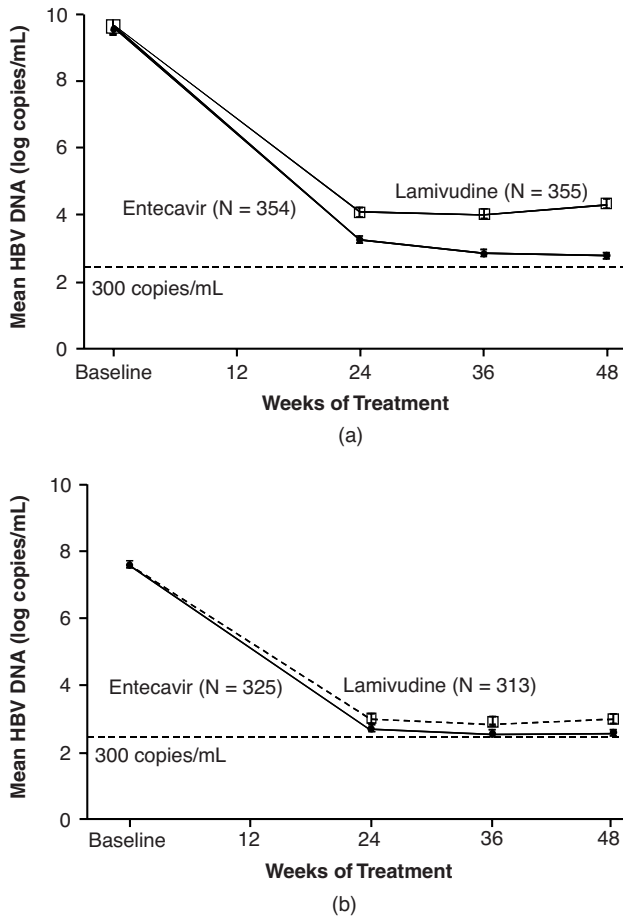 10
8
6
4
2
0
Mean HBV DNA (log copies/mL)
Entecavir (N = 354)
Lamivudine (N = 355)
300 copies/mL
Baseline 12 24 36 48
Weeks of Treatment
(a)
10
8
6
4
2
0
Mean HBV DNA (log copies/mL)
Entecavir (N = 325)
Lamivudine (N = 313)
300 copies/mL
Baseline 12 24 36 48
Weeks of Treatment
(b)